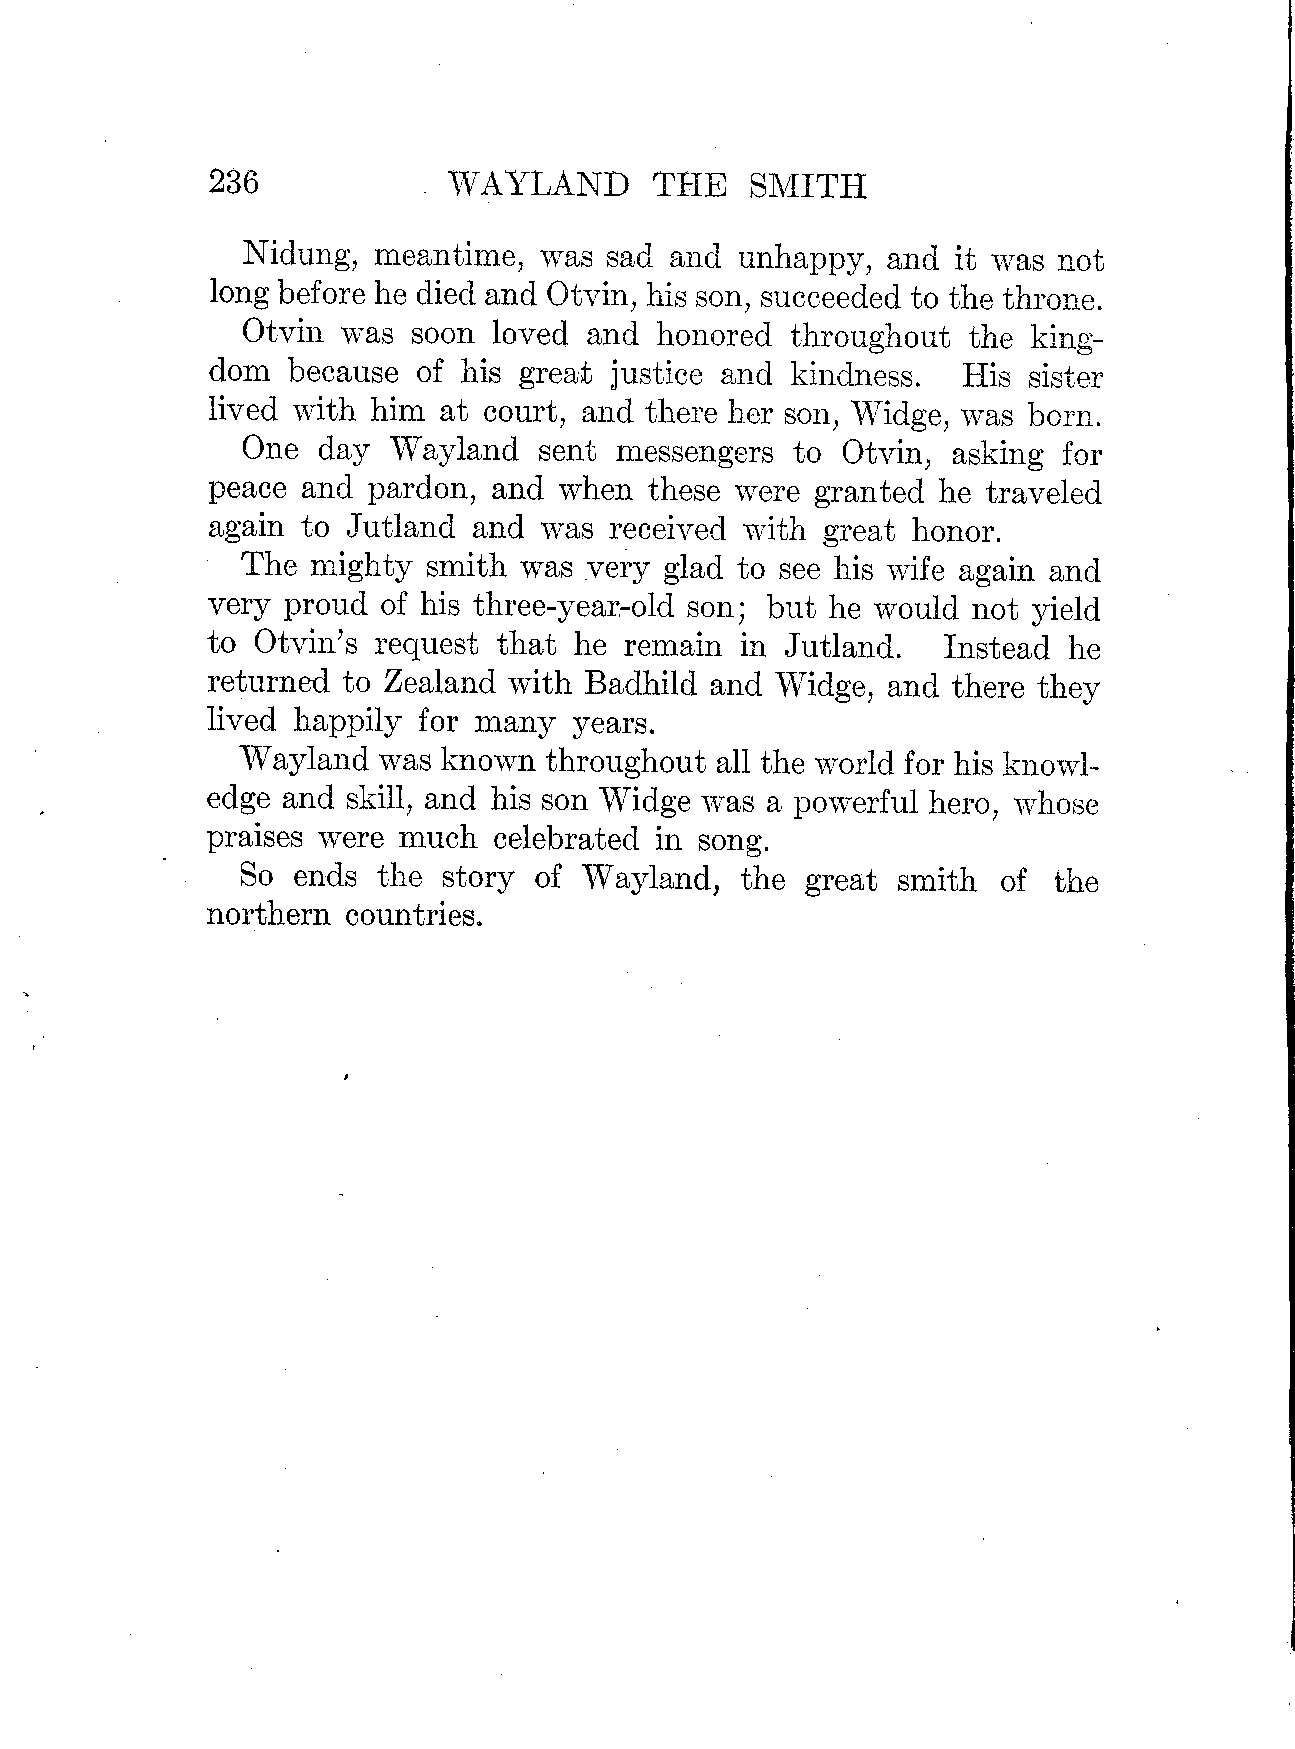 236 WAYLAND THE SMITH
Nidung, meantime, was sad and unhappy, and it was not
long before he died and Otvin, his son, succeeded to the throne.
Otvin was soon loved and honored throughout the king-
dom because of his great justice and kindness. His sister
lived with him at court, and there her son, Widge, was born.
One day Wayland sent messengers to Otvin, asking for
peace and pardon, and when these were granted he traveled
again to Jutland and was received with great honor.
The mighty smith was very glad to see his wife again and
very proud of his three-year-old son; but he would not yield
to Otvin's request that he remain in Jutland. Instead he
returned to Zealand with Badhild and Widge, and there they
lived happily for many years.
Wayland was known throughout all the world for his knowl-
edge and skill, and his son Widge was a powerful hero, whose
praises were much celebrated in song.
So ends the story of Wayland, the great smith of the
northern countries.